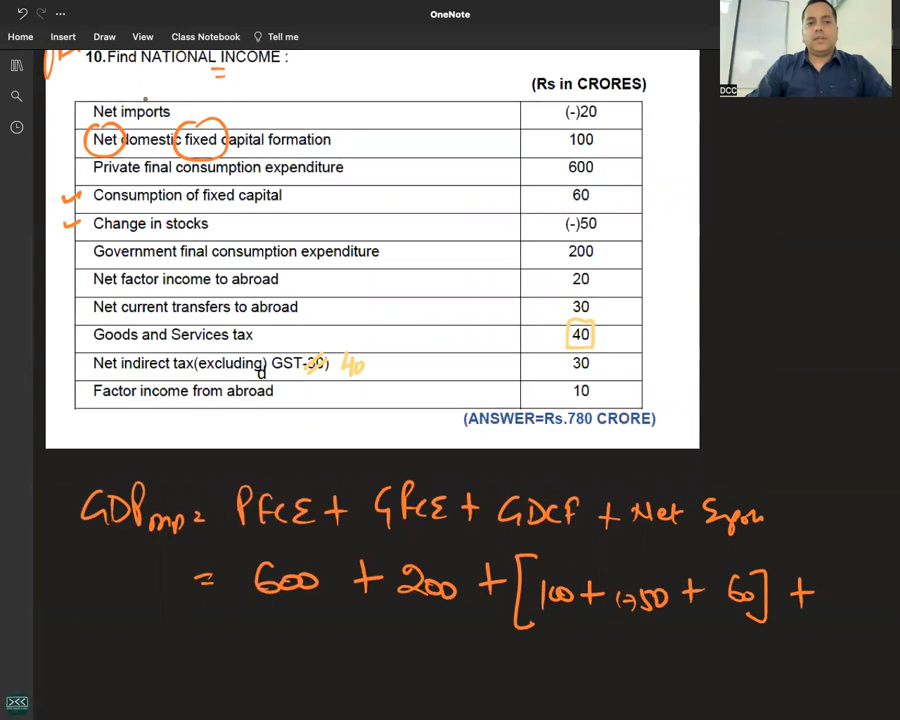 OneNote
Home Insert Draw View Class Notebook Tell me
DCC
10.Find NATIONAL INCOME :
(Rs in CRORES)
Net imports (-)20
Net domestic fixed capital formation 100
Private final consumption expenditure 600
Consumption of fixed capital 60
Change in stocks (-)50
Government final consumption expenditure 200
Net factor income to abroad 20
Net current transfers to abroad 30
Goods and Services tax 40
Net indirect tax(excluding) GST-30) 40 30
d
Factor income from abroad 10
(ANSWER=Rs.780 CRORE)
GDPmp = PFCE + GFCE + GDCF + Net Export
= 600 + 200 + [100 + (-)50 + 60] +